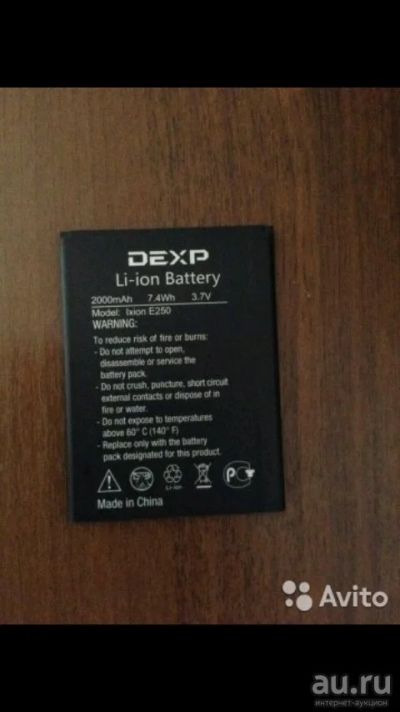 DEXP
Li-ion Battery
2000mAh 7.4Wh 3.7V
Model: Ixion E250
WARNING:
To reduce risk of fire or burns:
- Do not attempt to open,
disassemble or service the
battery pack.
- Do not crush, puncture, short circuit
external contacts or dispose of in
fire or water.
- Do not expose to temperatures
above 60° C (140° F)
- Replace only with the battery
pack designated for this product.
Li-ion
Made in China
Avito
au.ru
интернет-аукцион